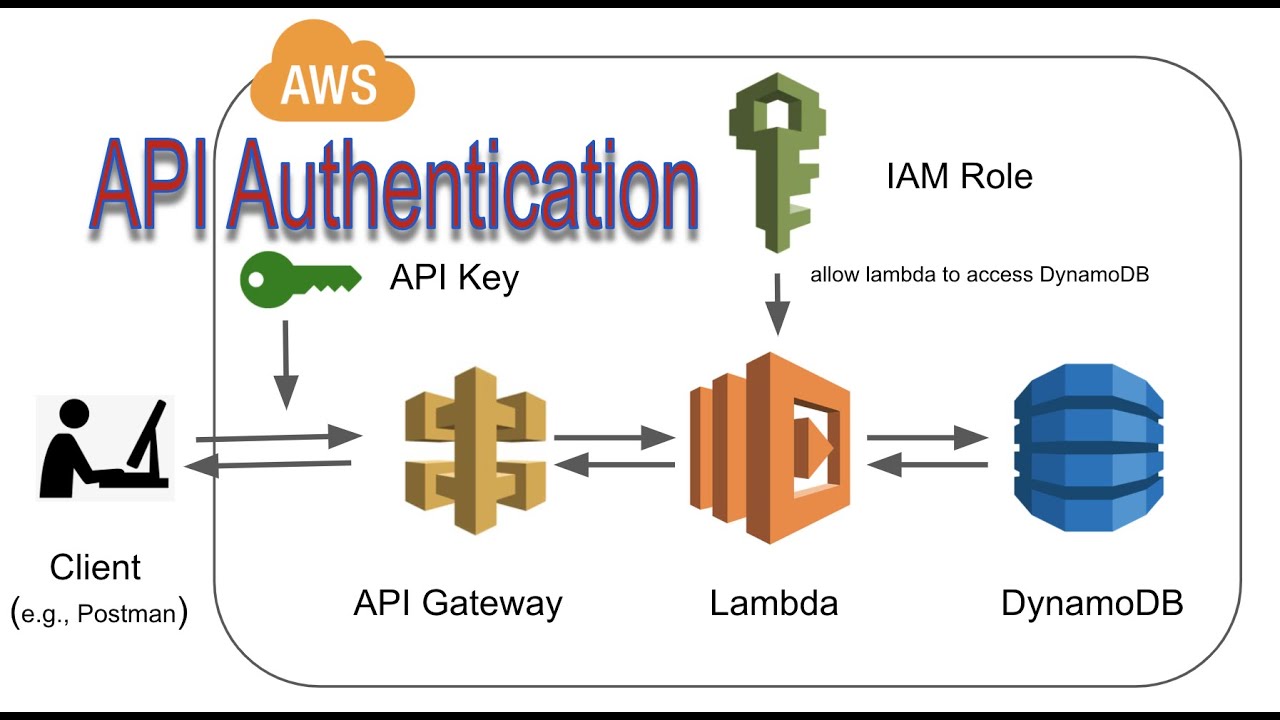 AWS
API Authentication
IAM Role
API Key
allow lambda to access DynamoDB
Client
(e.g., Postman)
API Gateway
Lambda
DynamoDB